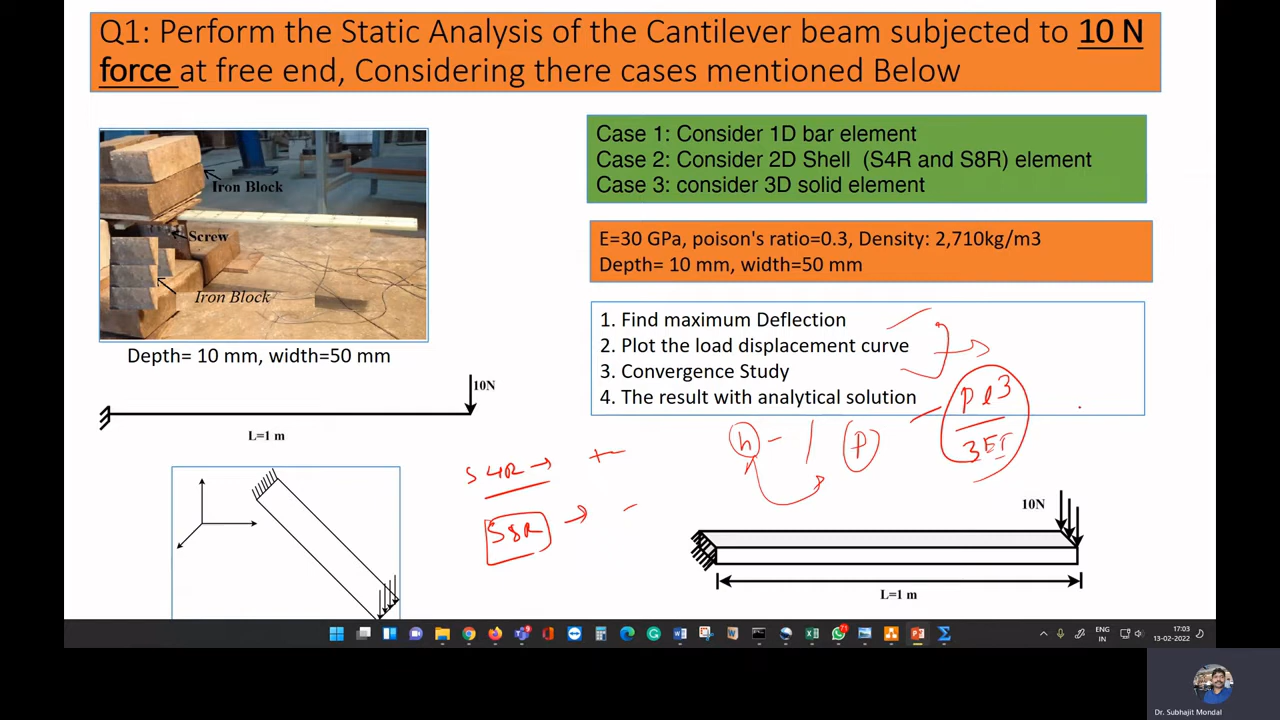 Q1: Perform the Static Analysis of the Cantilever beam subjected to 10 N
force at free end, Considering there cases mentioned Below
Iron Block
Screw
Iron Block
Depth= 10 mm, width=50 mm
10N
L=1 m
Case 1: Consider 1D bar element
Case 2: Consider 2D Shell (S4R and S8R) element
Case 3: consider 3D solid element
E=30 GPa, poison's ratio=0.3, Density: 2,710kg/m3
Depth= 10 mm, width=50 mm
1. Find maximum Deflection
2. Plot the load displacement curve
3. Convergence Study
4. The result with analytical solution
Pl3
3EI
h
P
S4R
S8R
10N
L=1 m
ENG
IN
17:03
13-02-2022
Dr. Subhajit Mondal